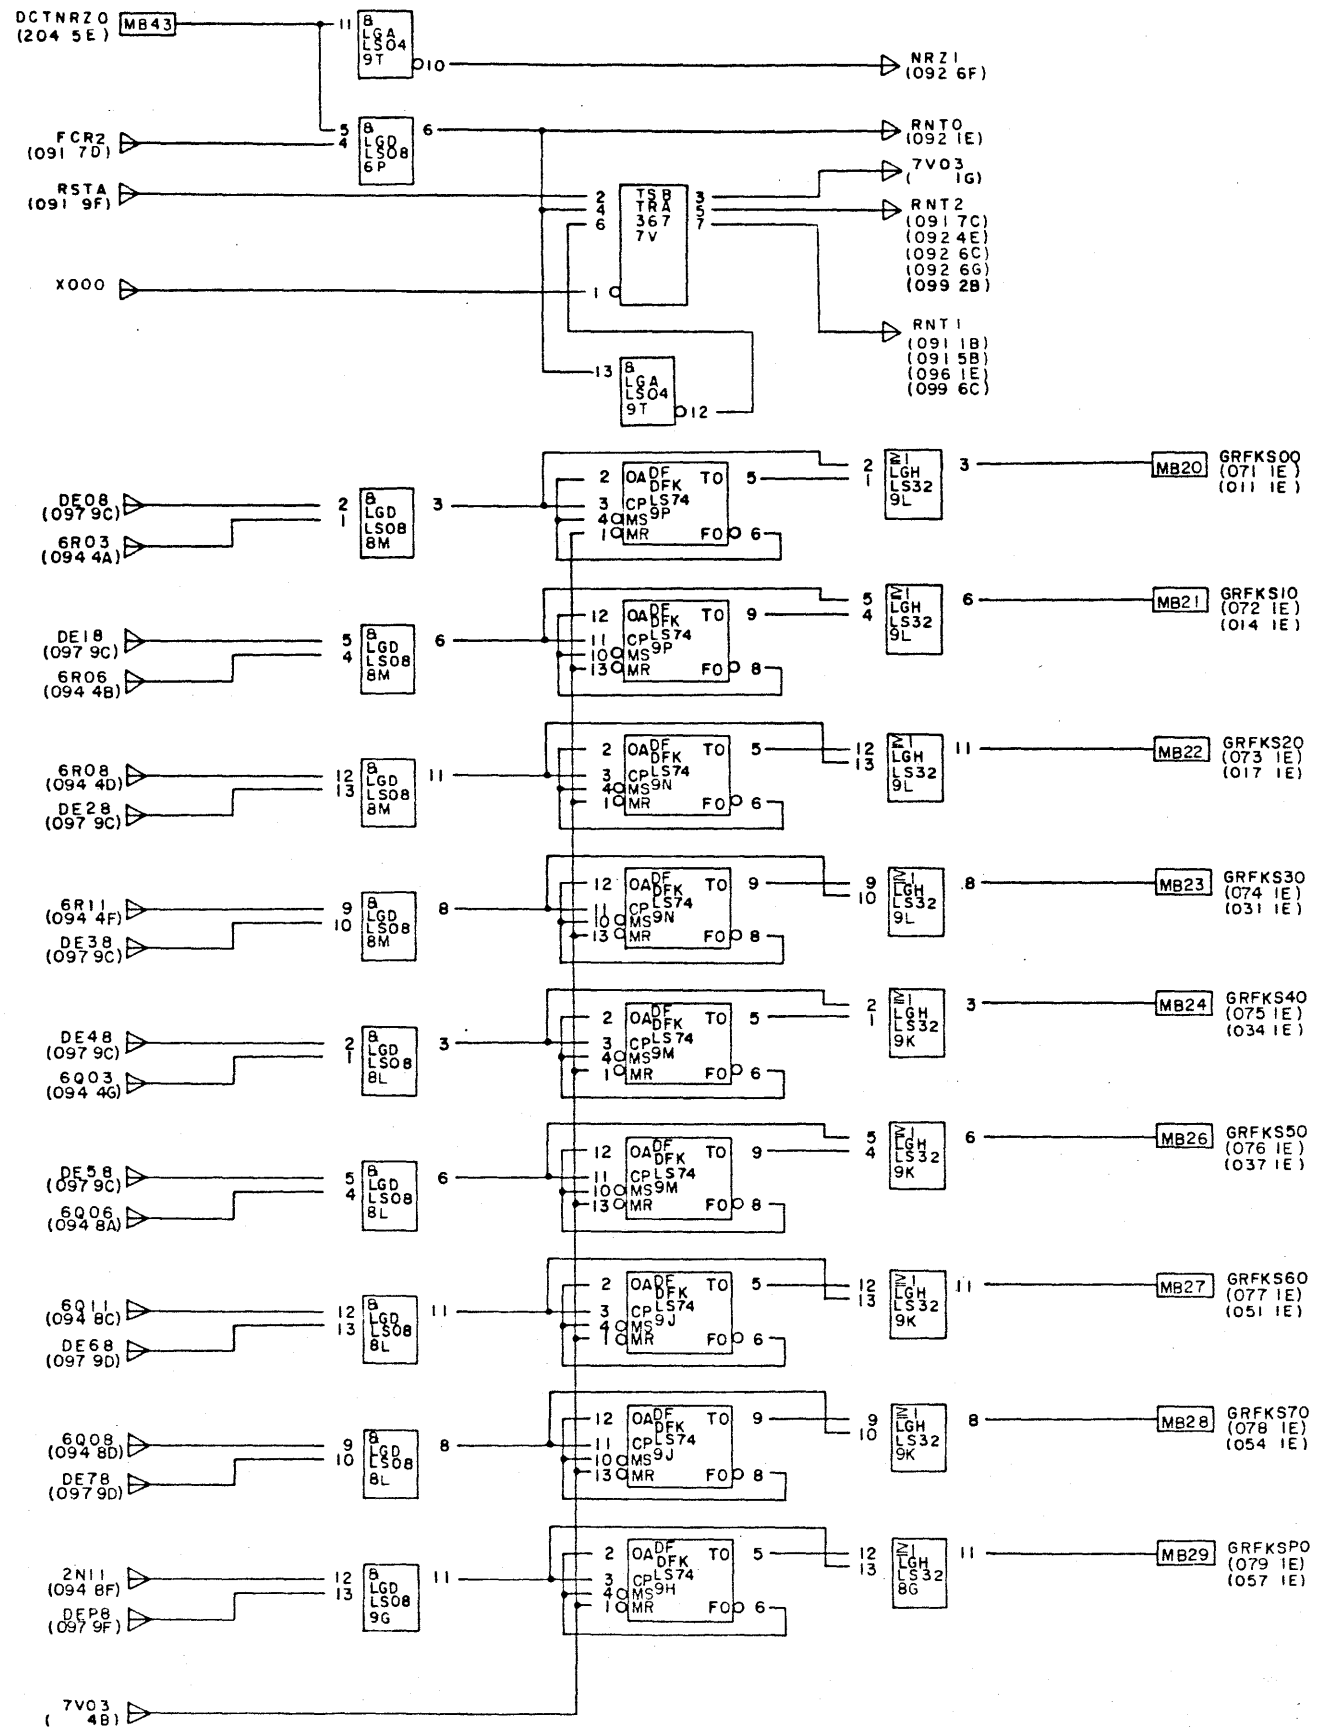 DCTNRZ0 MB43
(204 5E)
11 & LGA LS04 9T 10
NRZ1
(092 6F)
FCR2
(091 7D)
5 4 & LGD LS08 6P 6
RNT0
(092 1E)
7V03
( 1G)
RSTA
(091 9F)
2 4 6 TSB TRA 367 7V 3 5 7
RNT2
(091 7C)
(092 4E)
(092 6C)
(092 6G)
(099 2B)
X000
1
RNT1
(091 1B)
(091 5B)
(096 1E)
(099 6C)
13 & LGA LS04 9T 12
DE08
(097 9C)
6R03
(094 4A)
2 1 & LGD LS08 8M 3
2 3 4 1 OA CP MS MR DF DFK LS74 9P TO FO 5 6
2 1 ≥1 LGH LS32 9L 3
MB20 GRFKS00
(071 1E)
(011 1E)
DE18
(097 9C)
6R06
(094 4B)
5 4 & LGD LS08 8M 6
12 11 10 13 OA CP MS MR DF DFK LS74 9P TO FO 9 8
5 4 ≥1 LGH LS32 9L 6
MB21 GRFKS10
(072 1E)
(014 1E)
6R08
(094 4D)
DE28
(097 9C)
12 13 & LGD LS08 8M 11
2 3 4 1 OA CP MS MR DF DFK LS74 9N TO FO 5 6
12 13 ≥1 LGH LS32 9L 11
MB22 GRFKS20
(073 1E)
(017 1E)
6R11
(094 4F)
DE38
(097 9C)
9 10 & LGD LS08 8M 8
12 11 10 13 OA CP MS MR DF DFK LS74 9N TO FO 9 8
9 10 ≥1 LGH LS32 9L 8
MB23 GRFKS30
(074 1E)
(031 1E)
DE48
(097 9C)
6Q03
(094 4G)
2 1 & LGD LS08 8L 3
2 3 4 1 OA CP MS MR DF DFK LS74 9M TO FO 5 6
2 1 ≥1 LGH LS32 9K 3
MB24 GRFKS40
(075 1E)
(034 1E)
DE58
(097 9C)
6Q06
(094 8A)
5 4 & LGD LS08 8L 6
12 11 10 13 OA CP MS MR DF DFK LS74 9M TO FO 9 8
5 4 ≥1 LGH LS32 9K 6
MB26 GRFKS50
(076 1E)
(037 1E)
6Q11
(094 8C)
DE68
(097 9D)
12 13 & LGD LS08 8L 11
2 3 4 1 OA CP MS MR DF DFK LS74 9J TO FO 5 6
12 13 ≥1 LGH LS32 9K 11
MB27 GRFKS60
(077 1E)
(051 1E)
6Q08
(094 8D)
DE78
(097 9D)
9 10 & LGD LS08 8L 8
12 11 10 13 OA CP MS MR DF DFK LS74 9J TO FO 9 8
9 10 ≥1 LGH LS32 9K 8
MB28 GRFKS70
(078 1E)
(054 1E)
2N11
(094 8F)
DEP8
(097 9F)
12 13 & LGD LS08 9G 11
2 3 4 1 OA CP MS MR DF DFK LS74 9H TO FO 5 6
12 13 ≥1 LGH LS32 8G 11
MB29 GRFKSP0
(079 1E)
(057 1E)
7V03
( 4B)